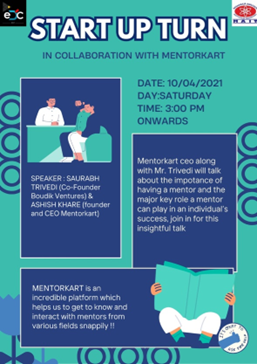 eDC
MAIT
START UP TURN
IN COLLABORATION WITH MENTORKART
DATE: 10/04/2021
DAY:SATURDAY
TIME: 3:00 PM
ONWARDS
SPEAKER : SAURABH
TRIVEDI (Co-Founder
Boudik Ventures) &
ASHISH KHARE (founder
and CEO Mentorkart)
Mentorkart ceo along
with Mr. Trivedi will talk
about the impotance of
having a mentor and the
major key role a mentor
can play in an individual's
success, join in for this
insightful talk
MENTORKART is an
incredible platform which
helps us to get to know and
interact with mentors from
various fields snappily !!